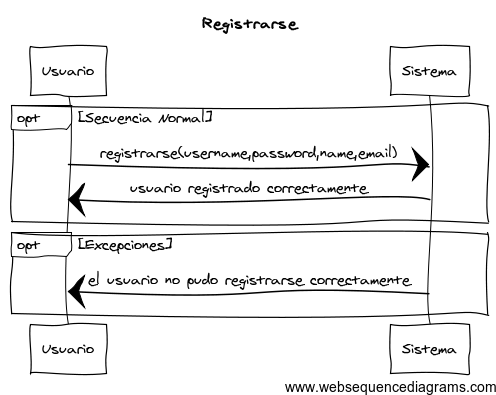 Registrarse
Usuario
Sistema
opt
[Secuencia Normal]
registrarse(username,password,name,email)
usuario registrado correctamente
opt
[Excepciones]
el usuario no pudo registrarse correctamente
Usuario
Sistema
www.websequencediagrams.com